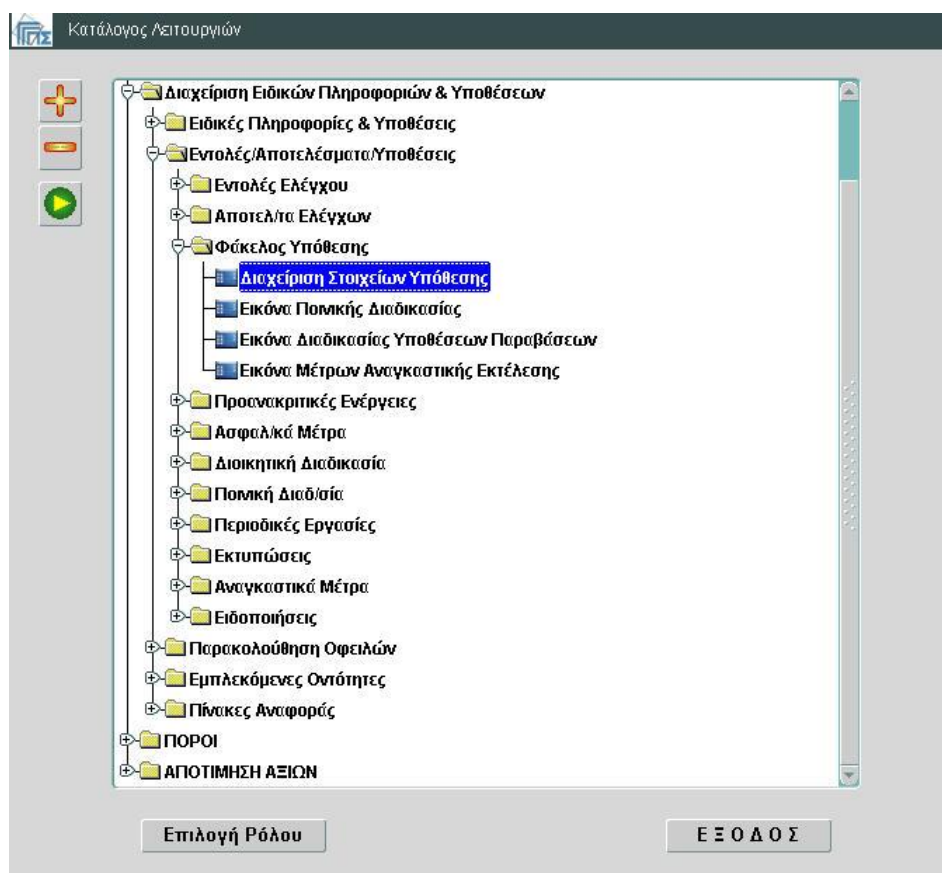 ΓΓΠΣ Κατάλογος Λειτουργιών
Διαχείριση Ειδικών Πληροφοριών & Υποθέσεων
Ειδικές Πληροφορίες & Υποθέσεις
Εντολές/Αποτελέσματα/Υποθέσεις
Εντολές Ελέγχου
Αποτελ/τα Ελέγχων
Φάκελος Υπόθεσης
Διαχείριση Στοιχείων Υπόθεσης
Εικόνα Ποινικής Διαδικασίας
Εικόνα Διαδικασίας Υποθέσεων Παραβάσεων
Εικόνα Μέτρων Αναγκαστικής Εκτέλεσης
Προανακριτικές Ενέργειες
Ασφαλ/κά Μέτρα
Διοικητική Διαδικασία
Ποινική Διαδ/σία
Περιοδικές Εργασίες
Εκτυπώσεις
Αναγκαστικά Μέτρα
Ειδοποιήσεις
Παρακολούθηση Οφειλών
Εμπλεκόμενες Οντότητες
Πίνακες Αναφοράς
ΠΟΡΟΙ
ΑΠΟΤΙΜΗΣΗ ΑΞΙΩΝ
Επιλογή Ρόλου ΕΞΟΔΟΣ